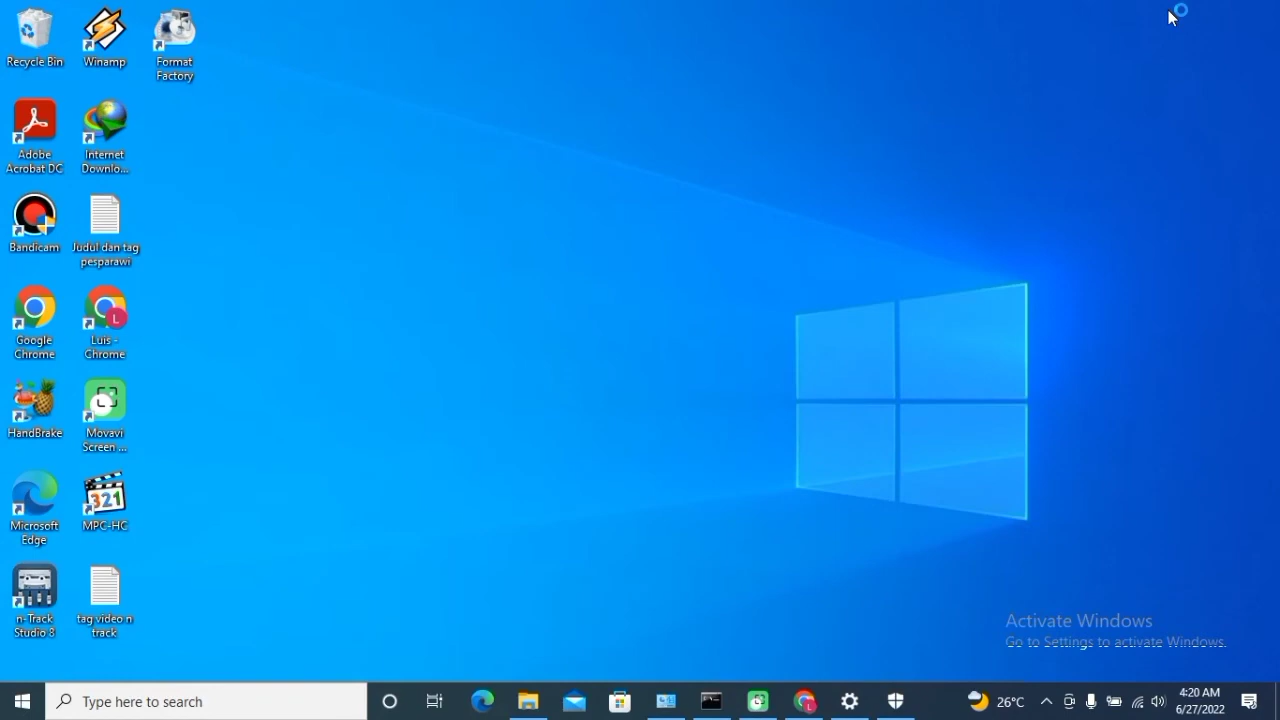 Recycle Bin
Winamp
Format
Factory
Adobe
Acrobat DC
Internet
Downlo...
Bandicam
Judul dan tag
pesparawi
Google
Chrome
Luis -
Chrome
HandBrake
Movavi
Screen ...
Microsoft
Edge
321
MPC-HC
n-Track
Studio 8
tag video n
track
L
Activate Windows
Go to Settings to activate Windows.
Type here to search
26°C
4:20 AM
6/27/2022